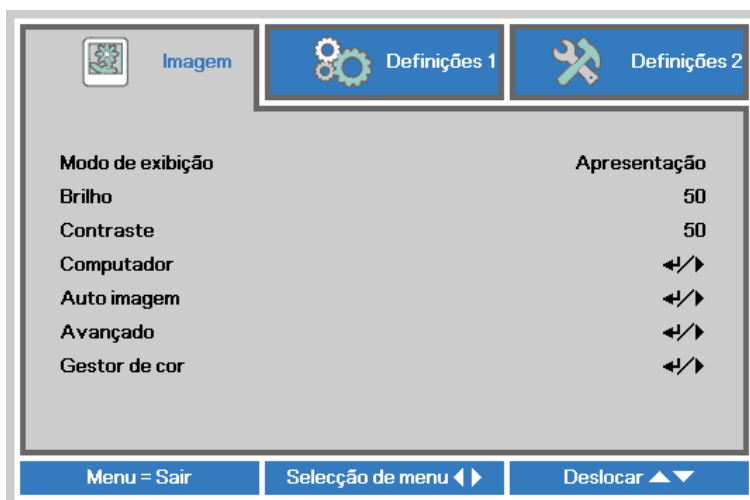 Imagem
Definições 1
Definições 2
Modo de exibição Apresentação
Brilho 50
Contraste 50
Computador
Auto imagem
Avançado
Gestor de cor
Menu = Sair
Selecção de menu
Deslocar